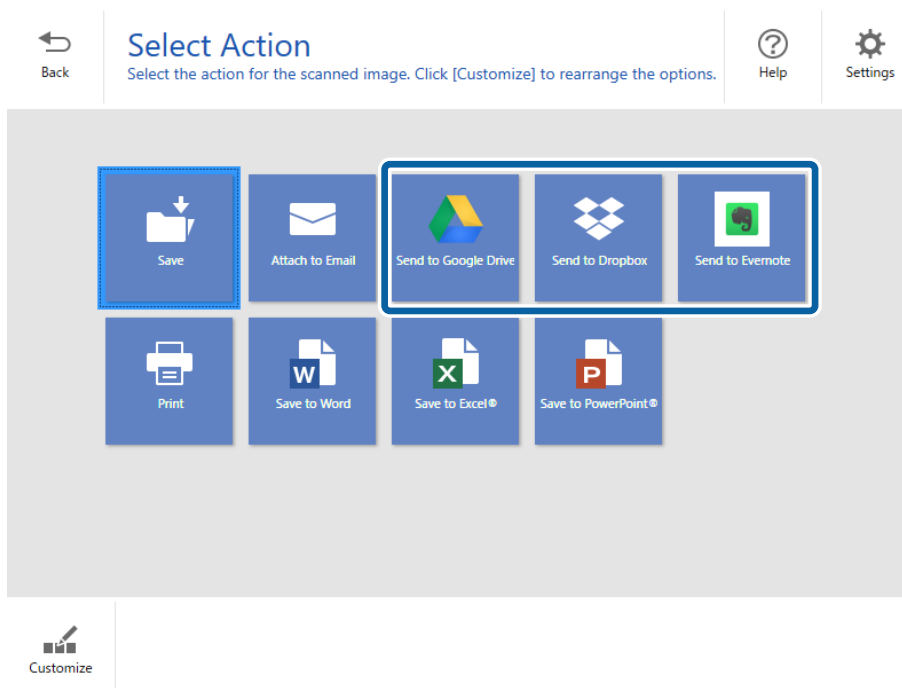 Back
Select Action
Select the action for the scanned image. Click [Customize] to rearrange the options.
Help
Settings
Save
Attach to Email
Send to Google Drive
Send to Dropbox
Send to Evernote
Print
W
Save to Word
X
Save to Excel®
P
Save to PowerPoint®
Customize